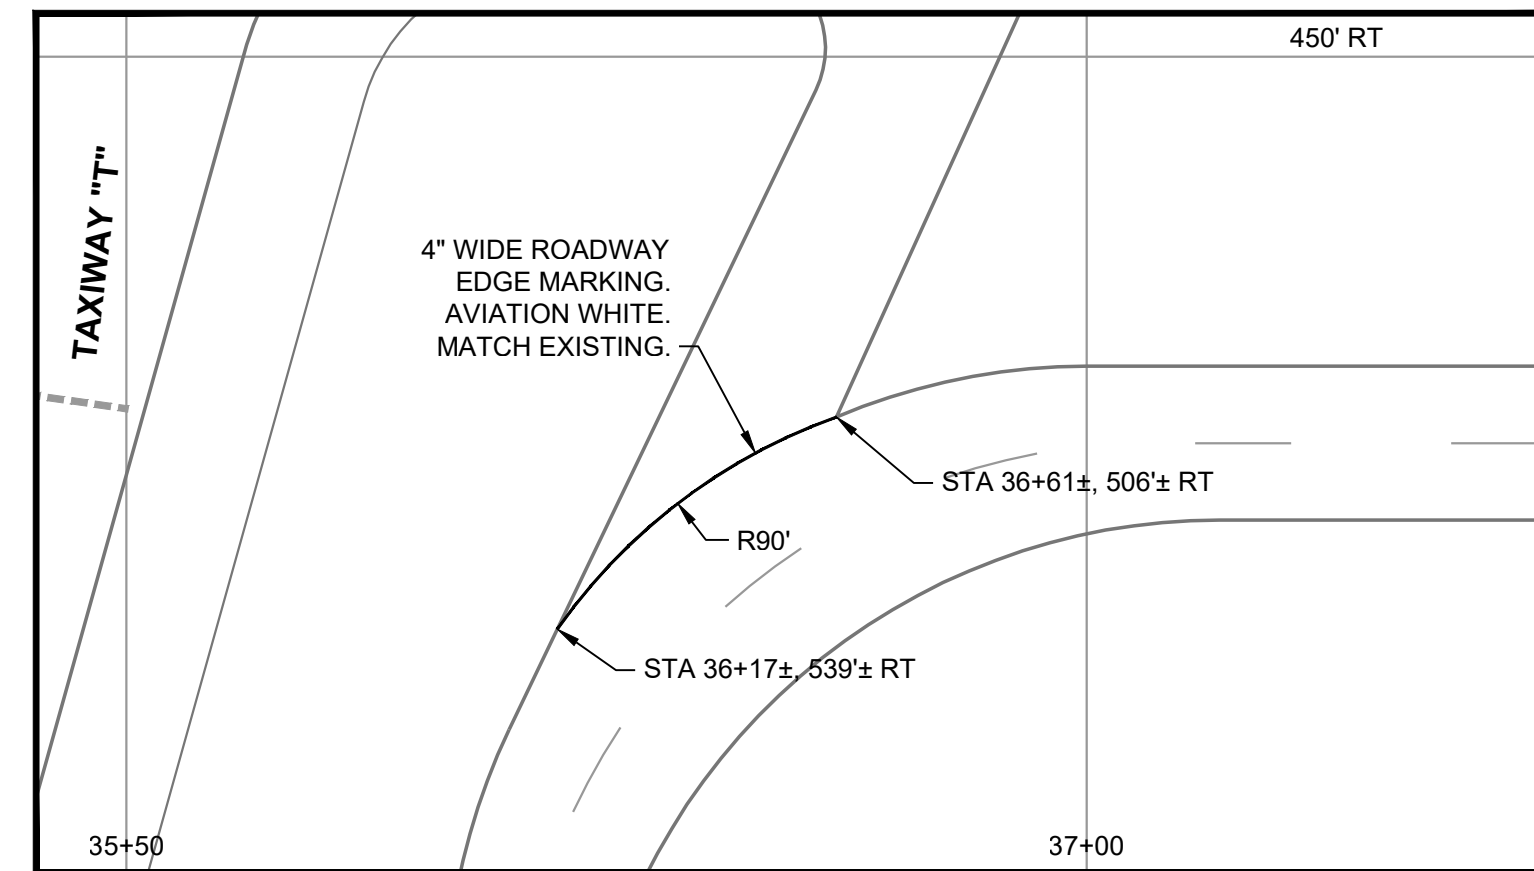 450' RT
TAXIWAY "T"
4" WIDE ROADWAY
EDGE MARKING.
AVIATION WHITE.
MATCH EXISTING.
STA 36+61±, 506'± RT
R90'
STA 36+17±, 539'± RT
35+50
37+00